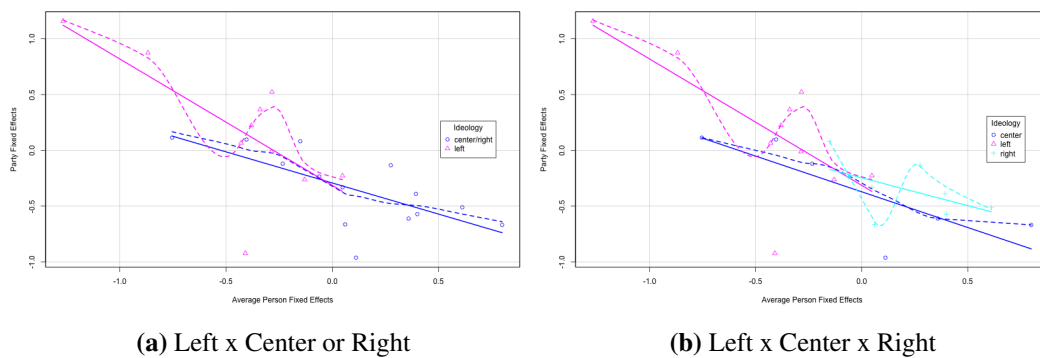 1.0
0.5
0.0
-0.5
-1.0
Party Fixed Effects
-1.0 -0.5 0.0 0.5
Average Person Fixed Effects
Ideology
center/right
left
(a) Left x Center or Right
1.0
0.5
0.0
-0.5
-1.0
Party Fixed Effects
-1.0 -0.5 0.0 0.5
Average Person Fixed Effects
Ideology
center
left
right
(b) Left x Center x Right